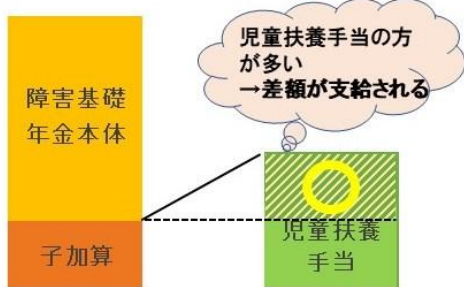 児童扶養手当の方
が多い
→差額が支給される
障害基礎
年金本体
子加算
児童扶養
手当